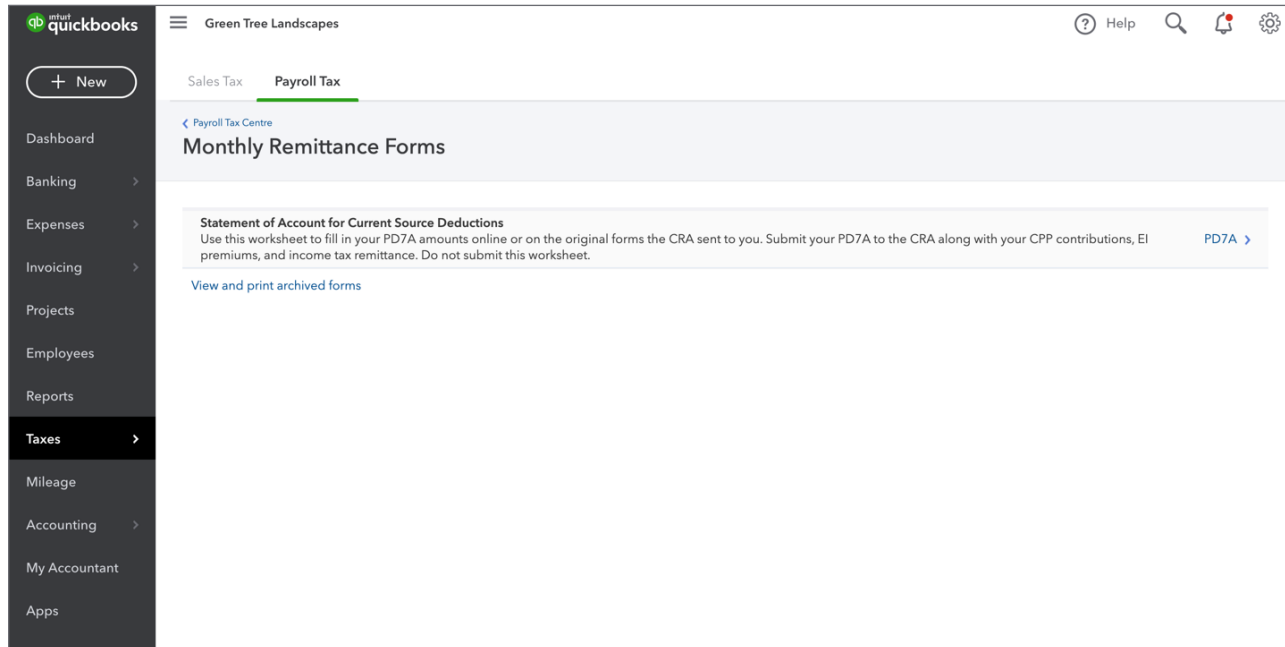 intuit
quickbooks
Green Tree Landscapes
Help
+ New
Sales Tax
Payroll Tax
Payroll Tax Centre
Monthly Remittance Forms
Dashboard
Banking
Expenses
Invoicing
Projects
Employees
Reports
Taxes
Mileage
Accounting
My Accountant
Apps
Statement of Account for Current Source Deductions
Use this worksheet to fill in your PD7A amounts online or on the original forms the CRA sent to you. Submit your PD7A to the CRA along with your CPP contributions, EI
premiums, and income tax remittance. Do not submit this worksheet.
PD7A
View and print archived forms